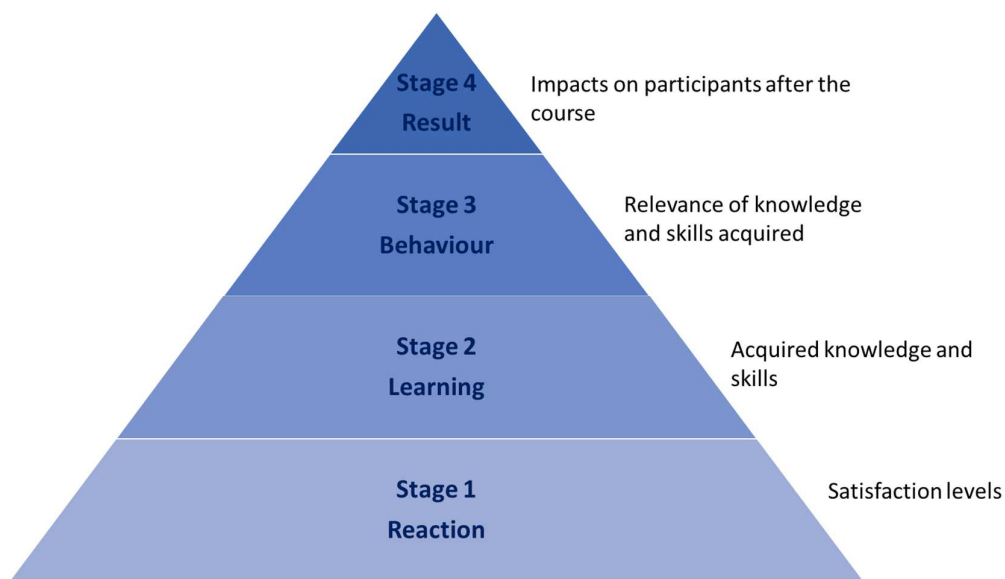 Stage 4
Result
Impacts on participants after the
course
Stage 3
Behaviour
Relevance of knowledge
and skills acquired
Stage 2
Learning
Acquired knowledge and
skills
Stage 1
Reaction
Satisfaction levels